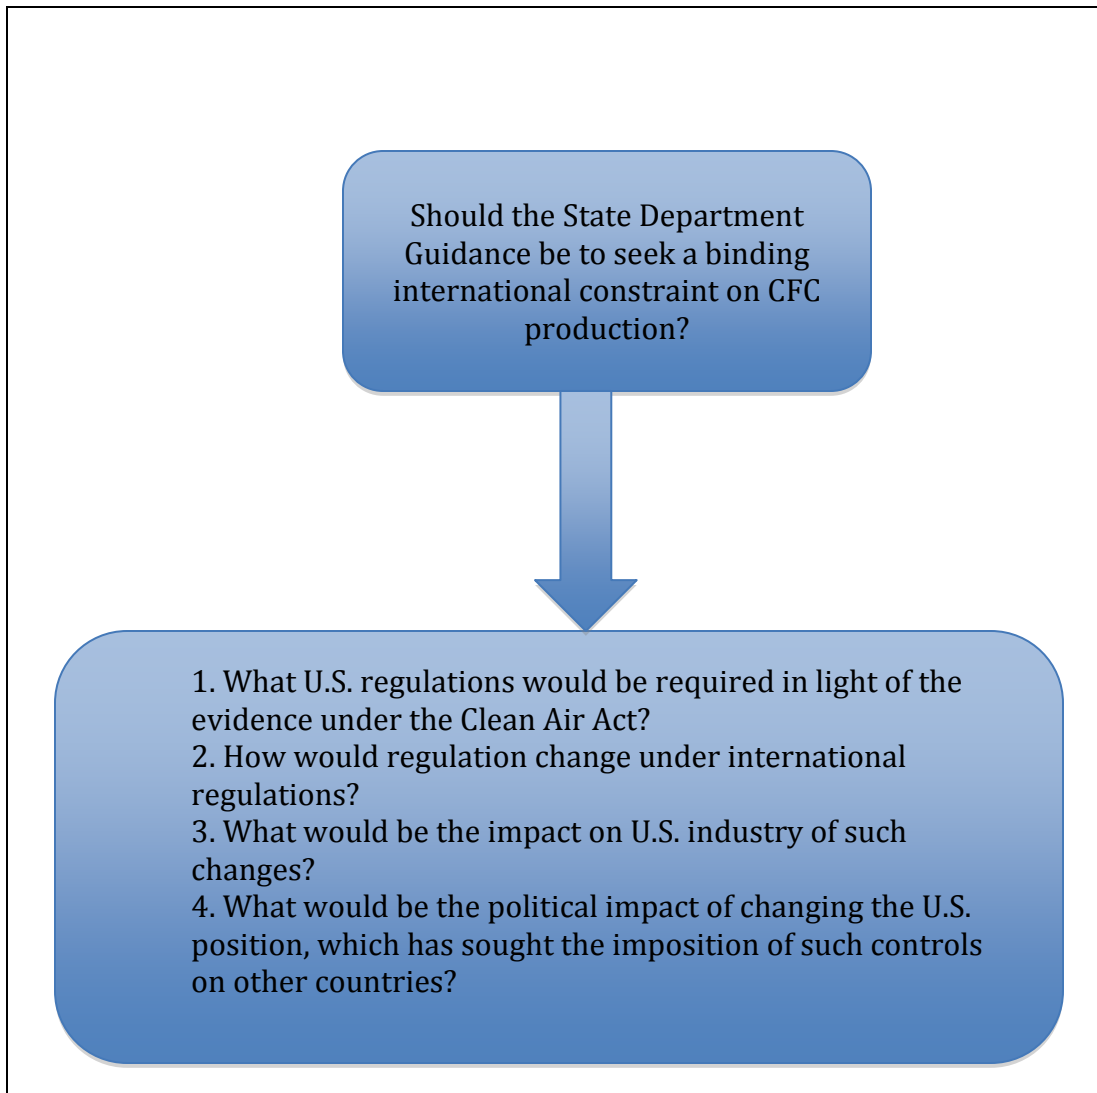 Should the State Department
Guidance be to seek a binding
international constraint on CFC
production?
1. What U.S. regulations would be required in light of the
evidence under the Clean Air Act?
2. How would regulation change under international
regulations?
3. What would be the impact on U.S. industry of such
changes?
4. What would be the political impact of changing the U.S.
position, which has sought the imposition of such controls
on other countries?